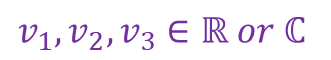 v₁, v₂, v₃ ∈ ℝ or ℂ